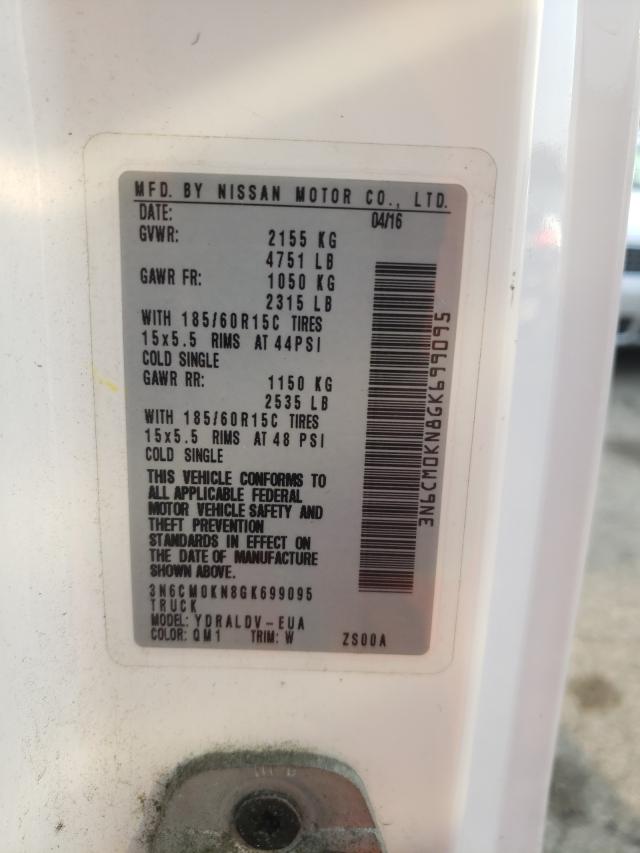 MFD. BY NISSAN MOTOR CO., LTD.
DATE: 04/16
GVWR: 2155 KG
4751 LB
GAWR FR: 1050 KG
2315 LB
WITH 185/60R15C TIRES
15x5.5 RIMS AT 44PSI
COLD SINGLE
GAWR RR: 1150 KG
2535 LB
WITH 185/60R15C TIRES
15x5.5 RIMS AT 48 PSI
COLD SINGLE
THIS VEHICLE CONFORMS TO
ALL APPLICABLE FEDERAL
MOTOR VEHICLE SAFETY AND
THEFT PREVENTION
STANDARDS IN EFFECT ON
THE DATE OF MANUFACTURE
SHOWN ABOVE.
3N6CM0KN8GK699095
TRUCK
MODEL: YDRALDV-EUA
COLOR: QM1 TRIM: W ZS00A
3N6CM0KN8GK699095